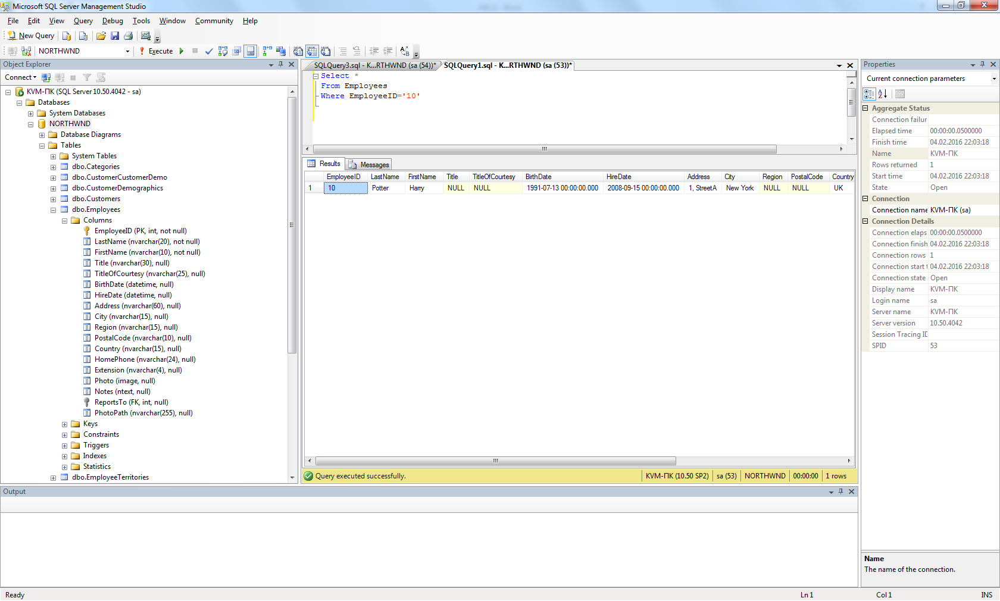 Microsoft SQL Server Management Studio
File Edit View Query Debug Tools Window Community Help
New Query
NORTHWND Execute
Object Explorer
Connect
KVM-ПК (SQL Server 10.50.4042 - sa)
Databases
System Databases
NORTHWND
Database Diagrams
Tables
System Tables
dbo.Categories
dbo.CustomerCustomerDemo
dbo.CustomerDemographics
dbo.Customers
dbo.Employees
Columns
EmployeeID (PK, int, not null)
LastName (nvarchar(20), not null)
FirstName (nvarchar(10), not null)
Title (nvarchar(30), null)
TitleOfCourtesy (nvarchar(25), null)
BirthDate (datetime, null)
HireDate (datetime, null)
Address (nvarchar(60), null)
City (nvarchar(15), null)
Region (nvarchar(15), null)
PostalCode (nvarchar(10), null)
Country (nvarchar(15), null)
HomePhone (nvarchar(24), null)
Extension (nvarchar(4), null)
Photo (image, null)
Notes (ntext, null)
ReportsTo (FK, int, null)
PhotoPath (nvarchar(255), null)
Keys
Constraints
Triggers
Indexes
Statistics
dbo.EmployeeTerritories
SQLQuery3.sql - K...RTHWND (sa (54))* SQLQuery1.sql - K...RTHWND (sa (53))*
Select *
From Employees
Where EmployeeID='10'
Results Messages
EmployeeID LastName FirstName Title TitleOfCourtesy BirthDate HireDate Address City Region PostalCode Country
1 10 Potter Harry NULL NULL 1991-07-13 00:00:00.000 2008-09-15 00:00:00.000 1, StreetA New York NULL NULL UK
Query executed successfully. KVM-ПК (10.50 SP2) sa (53) NORTHWND 00:00:00 1 rows
Properties
Current connection parameters
Aggregate Status
Connection failur
Elapsed time 00:00:00.0500000
Finish time 04.02.2016 22:03:18
Name KVM-ПК
Rows returned 1
Start time 04.02.2016 22:03:18
State Open
Connection
Connection name KVM-ПК (sa)
Connection Details
Connection elaps 00:00:00.0500000
Connection finish 04.02.2016 22:03:18
Connection rows 1
Connection start t 04.02.2016 22:03:18
Connection state Open
Display name KVM-ПК
Login name sa
Server name KVM-ПК
Server version 10.50.4042
Session Tracing ID
SPID 53
Name
The name of the connection.
Output
Ready Ln 1 Col 1 INS